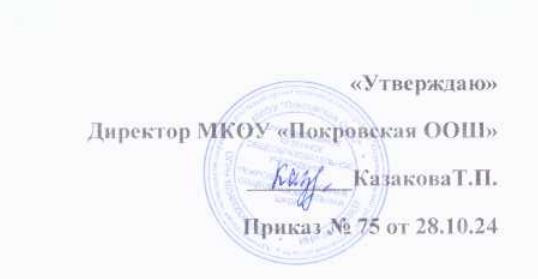 «Утверждаю»
Директор МКОУ «Покровская ООШ»
КазаковаТ.П.
Приказ № 75 от 28.10.24